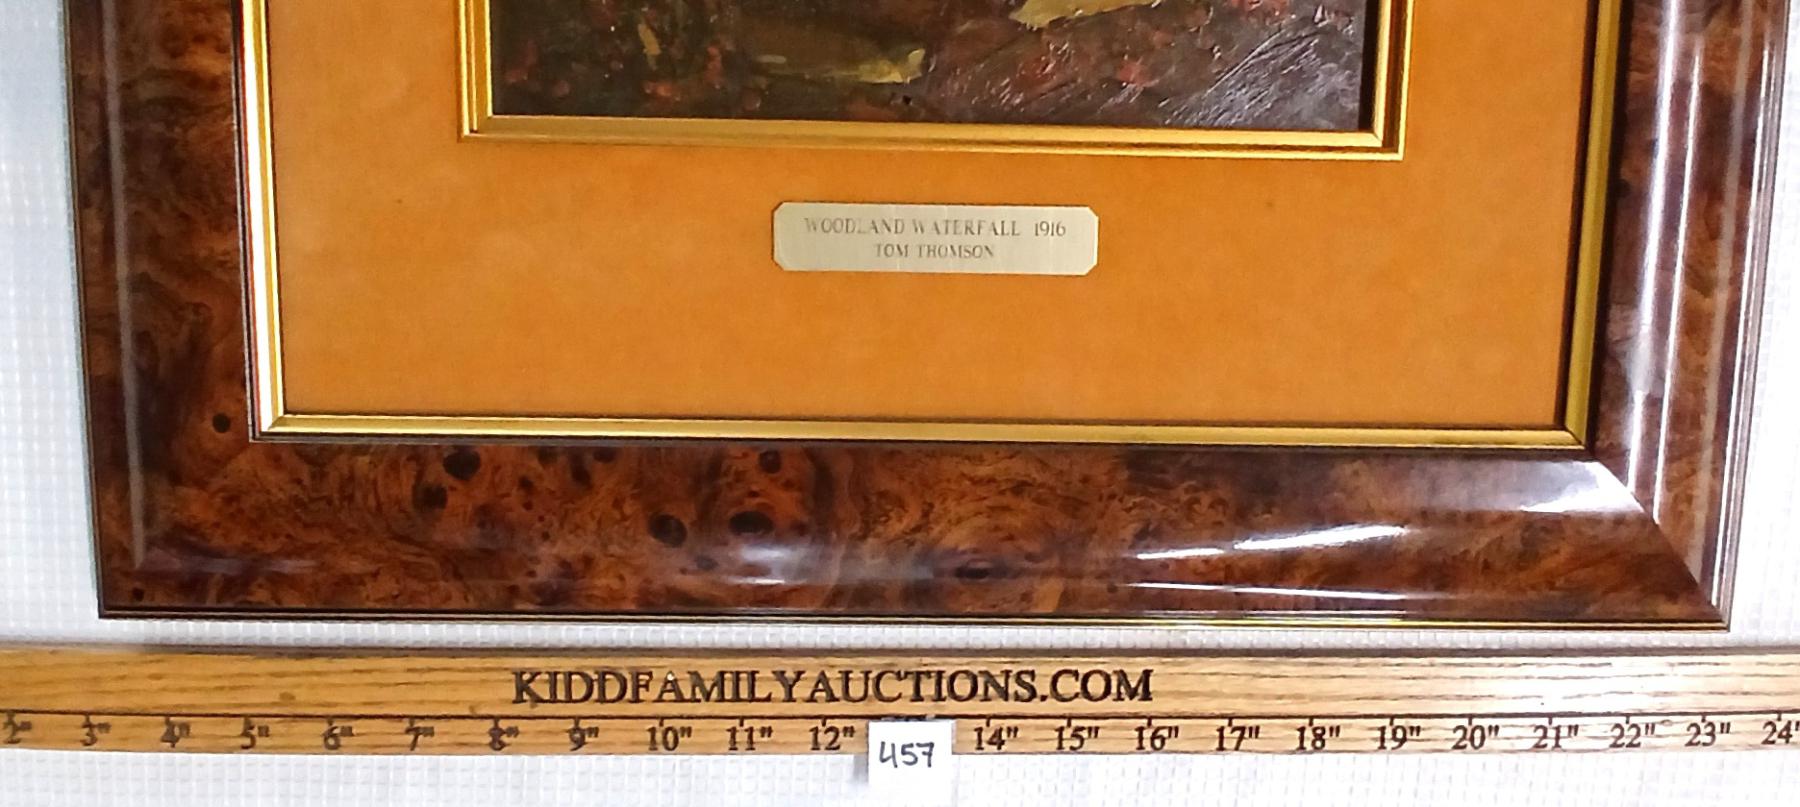 WOODLAND WATERFALL 1916
TOM THOMSON
KIDDFAMILYAUCTIONS.COM
2" 3" 4" 5" 6" 7" 8" 9" 10" 11" 12" 14" 15" 16" 17" 18" 19" 20" 21" 22" 23" 24"
457